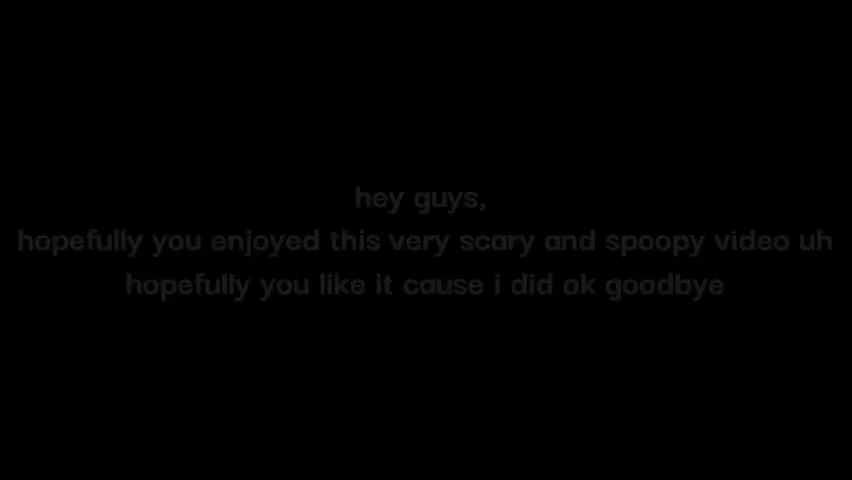 hey guys,
hopefully you enjoyed this very scary and spoopy video uh
hopefully you like it cause i did ok goodbye